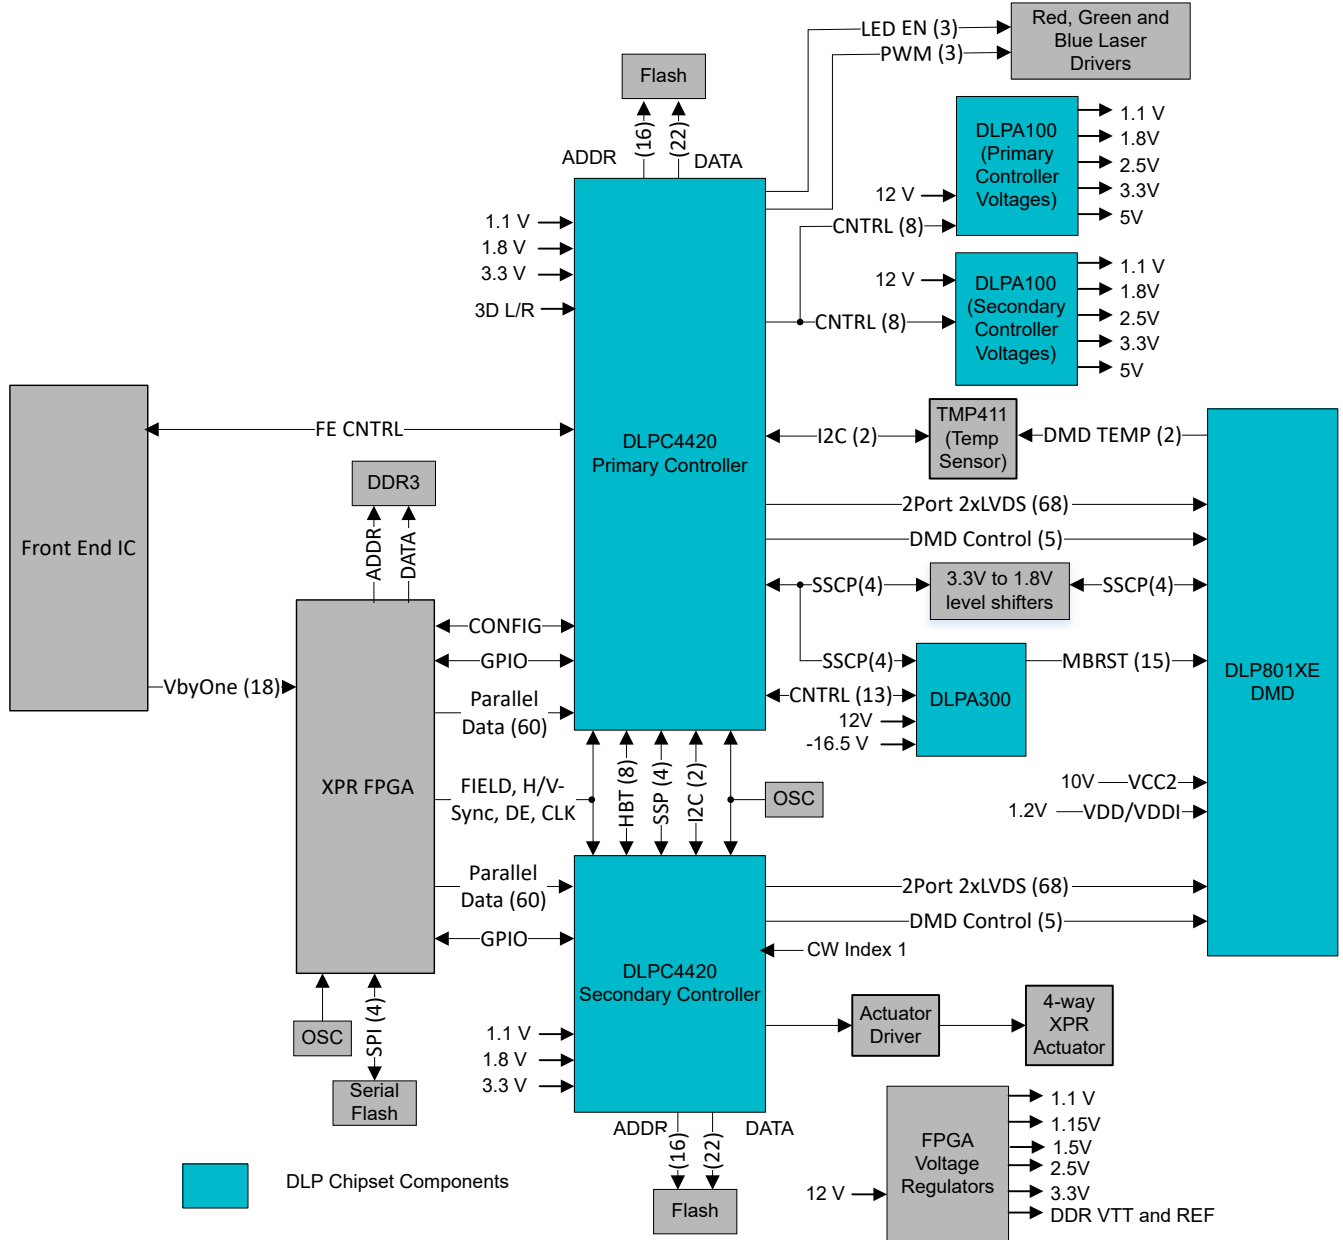 LED EN (3)
PWM (3)
Red, Green and
Blue Laser
Drivers
Flash
(16)
(22)
ADDR
DATA
DLPA100
(Primary
Controller
Voltages)
12 V
CNTRL (8)
1.1 V
1.8V
2.5V
3.3V
5V
1.1 V
1.8 V
3.3 V
3D L/R
12 V
CNTRL (8)
DLPA100
(Secondary
Controller
Voltages)
1.1 V
1.8V
2.5V
3.3V
5V
Front End IC
FE CNTRL
DLPC4420
Primary Controller
I2C (2)
TMP411
(Temp
Sensor)
DMD TEMP (2)
DDR3
ADDR
DATA
2Port 2xLVDS (68)
DMD Control (5)
SSCP(4)
3.3V to 1.8V
level shifters
SSCP(4)
CONFIG
GPIO
VbyOne (18)
Parallel
Data (60)
SSCP(4)
CNTRL (13)
12V
-16.5 V
DLPA300
MBRST (15)
DLP801XE
DMD
XPR FPGA
FIELD, H/V-
Sync, DE, CLK
HBT (8)
SSP (4)
I2C (2)
OSC
10V
VCC2
1.2V
VDD/VDDI
Parallel
Data (60)
GPIO
2Port 2xLVDS (68)
DMD Control (5)
CW Index 1
DLPC4420
Secondary Controller
OSC
SPI (4)
Serial
Flash
1.1 V
1.8 V
3.3 V
Actuator
Driver
4-way
XPR
Actuator
ADDR
DATA
(16)
(22)
Flash
FPGA
Voltage
Regulators
12 V
1.1 V
1.15V
1.5V
2.5V
3.3V
DDR VTT and REF
DLP Chipset Components